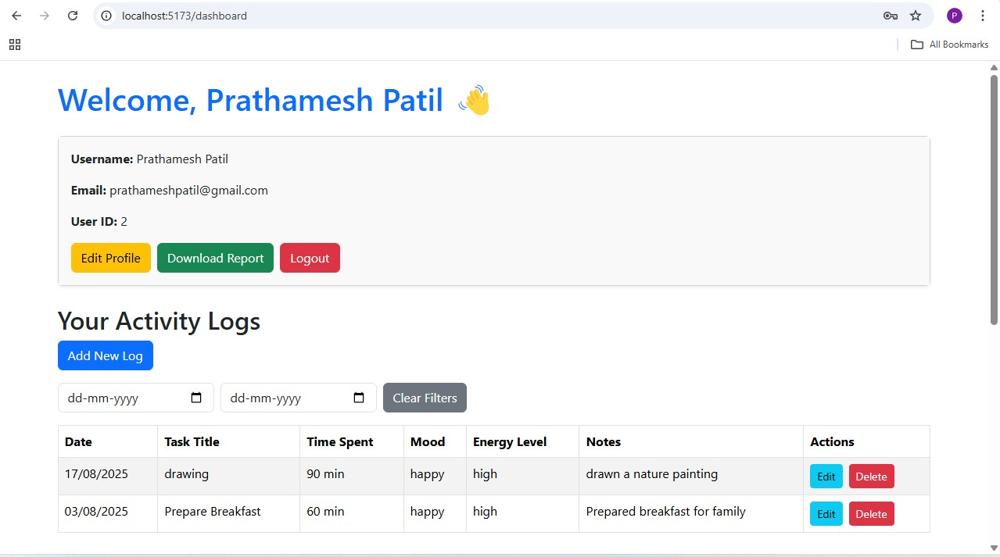 localhost:5173/dashboard
P
All Bookmarks
Welcome, Prathamesh Patil 👋
Username: Prathamesh Patil
Email: prathameshpatil@gmail.com
User ID: 2
Edit Profile Download Report Logout
Your Activity Logs
Add New Log
dd-mm-yyyy dd-mm-yyyy Clear Filters
Date Task Title Time Spent Mood Energy Level Notes Actions
17/08/2025 drawing 90 min happy high drawn a nature painting Edit Delete
03/08/2025 Prepare Breakfast 60 min happy high Prepared breakfast for family Edit Delete